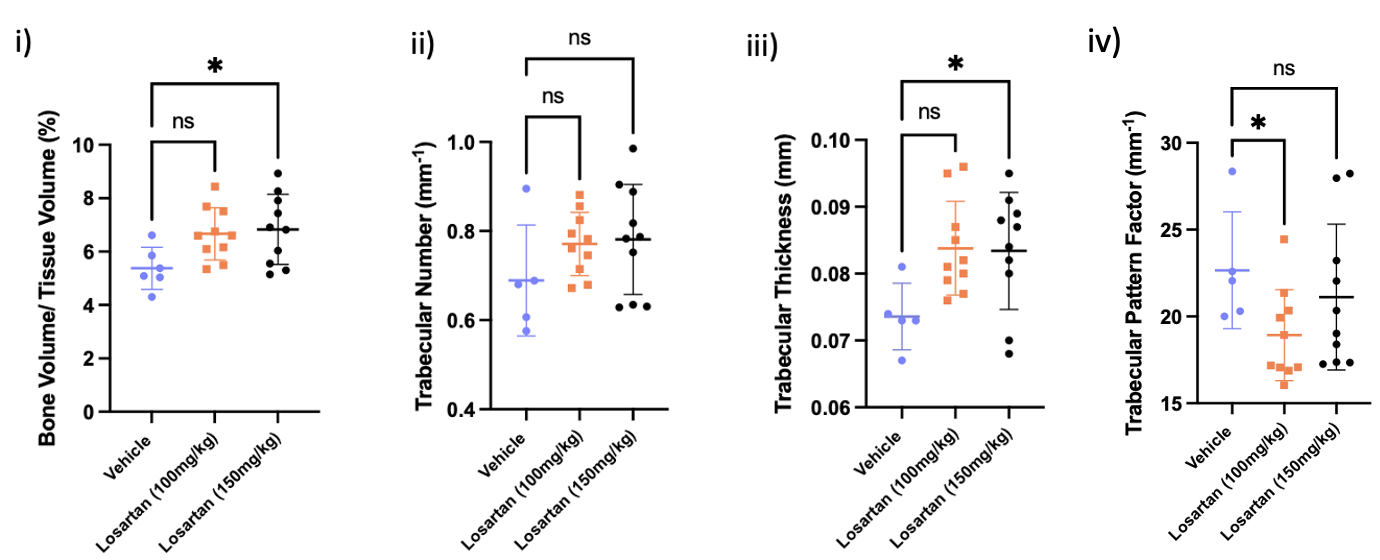 i)
Bone Volume/ Tissue Volume (%)
10
8
6
4
2
0
*
ns
Vehicle
Losartan (100mg/kg)
Losartan (150mg/kg)
ii)
Trabecular Number (mm-1)
1.0
0.8
0.6
0.4
ns
ns
Vehicle
Losartan (100mg/kg)
Losartan (150mg/kg)
iii)
Trabecular Thickness (mm)
0.10
0.09
0.08
0.07
0.06
*
ns
Vehicle
Losartan (100mg/kg)
Losartan (150mg/kg)
iv)
Trabecular Pattern Factor (mm-1)
30
25
20
15
ns
*
Vehicle
Losartan (100mg/kg)
Losartan (150mg/kg)